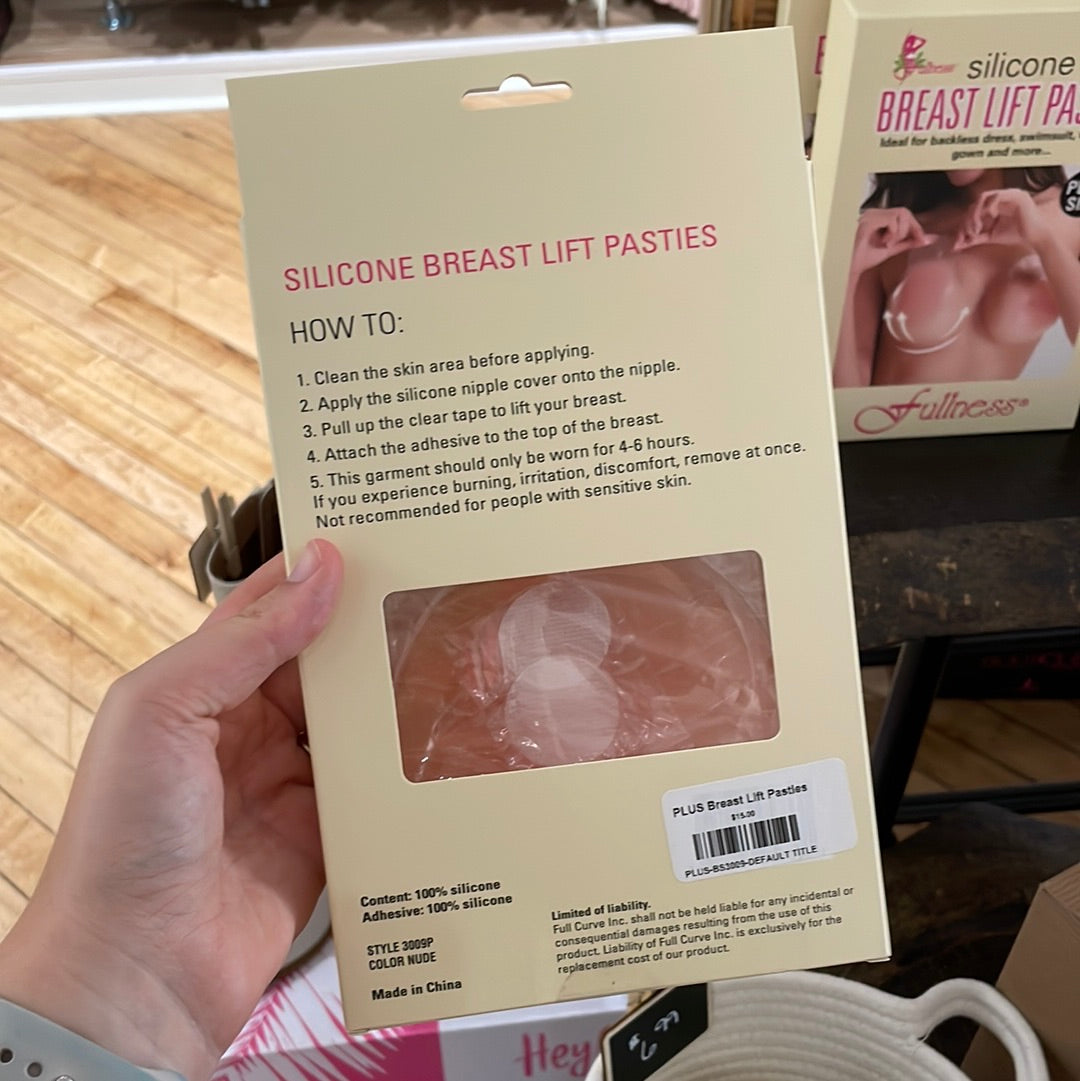 SILICONE BREAST LIFT PASTIES
HOW TO:
1. Clean the skin area before applying.
2. Apply the silicone nipple cover onto the nipple.
3. Pull up the clear tape to lift your breast.
4. Attach the adhesive to the top of the breast.
5. This garment should only be worn for 4-6 hours.
If you experience burning, irritation, discomfort, remove at once.
Not recommended for people with sensitive skin.
PLUS Breast Lift Pasties
$15.00
PLUS-BS3009-DEFAULT TITLE
Content: 100% silicone
Adhesive: 100% silicone
STYLE 3009P
COLOR NUDE
Made in China
Limited of liability.
Full Curve Inc. shall not be held liable for any incidental or
consequential damages resulting from the use of this
product. Liability of Full Curve Inc. is exclusively for the
replacement cost of our product.
silicone
BREAST LIFT PAS
Ideal for backless dress, swimsuit,
gown and more...
Fullness®
Hey
$6.99